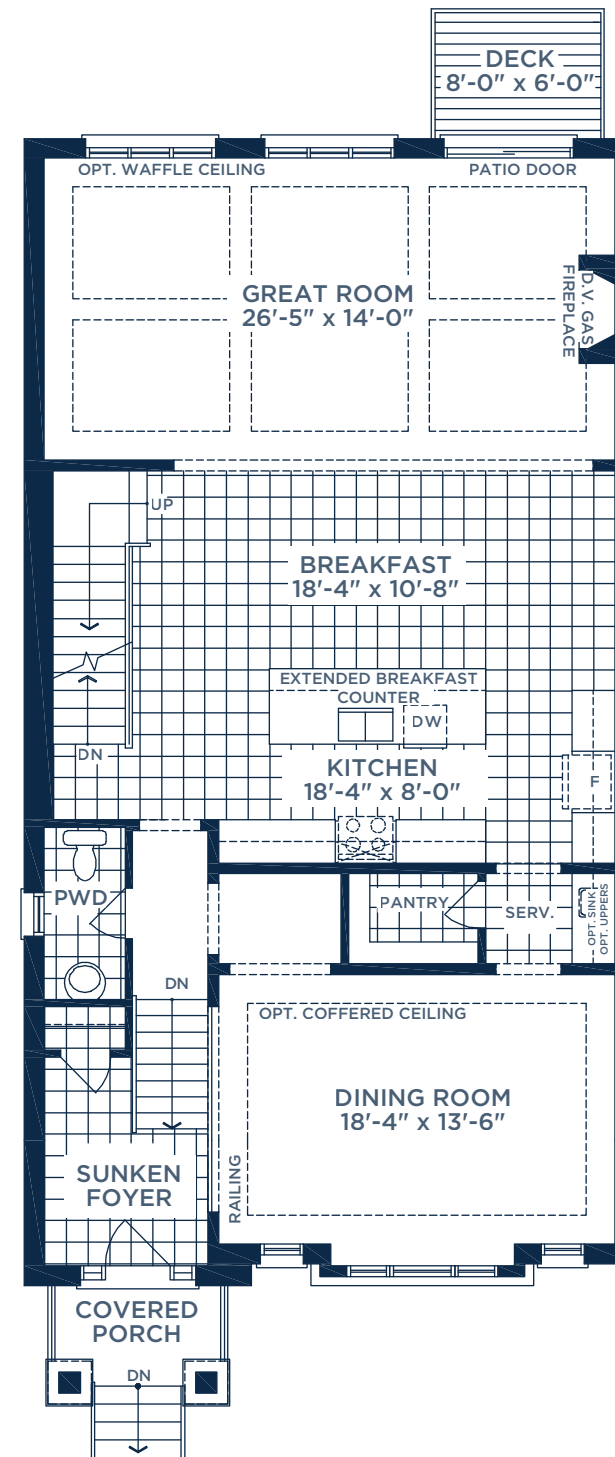 DECK
8'-0" x 6'-0"
OPT. WAFFLE CEILING
PATIO DOOR
GREAT ROOM
26'-5" x 14'-0"
D.V. GAS
FIREPLACE
UP
BREAKFAST
18'-4" x 10'-8"
EXTENDED BREAKFAST
COUNTER
DW
DN
KITCHEN
18'-4" x 8'-0"
F
PWD
PANTRY
SERV.
OPT. SINK
OPT. UPPERS
DN
OPT. COFFERED CEILING
DINING ROOM
18'-4" x 13'-6"
RAILING
SUNKEN
FOYER
COVERED
PORCH
DN